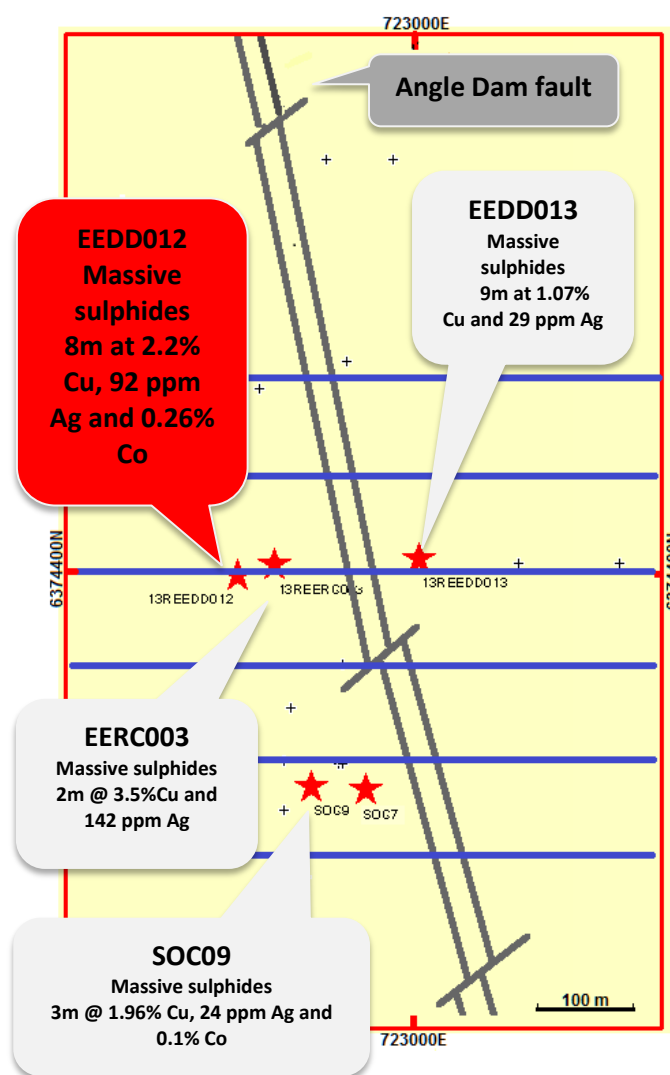 723000E
Angle Dam fault
EEDD013
Massive
sulphides
9m at 1.07%
Cu and 29 ppm Ag
EEDD012
Massive
sulphides
8m at 2.2%
Cu, 92 ppm
Ag and 0.26%
Co
6374400N
6374400N
13REEDD012
13REERC003
13REEDD013
EERC003
Massive sulphides
2m @ 3.5%Cu and
142 ppm Ag
SOC9
SOC7
SOC09
Massive sulphides
3m @ 1.96% Cu, 24 ppm Ag and
0.1% Co
100 m
723000E